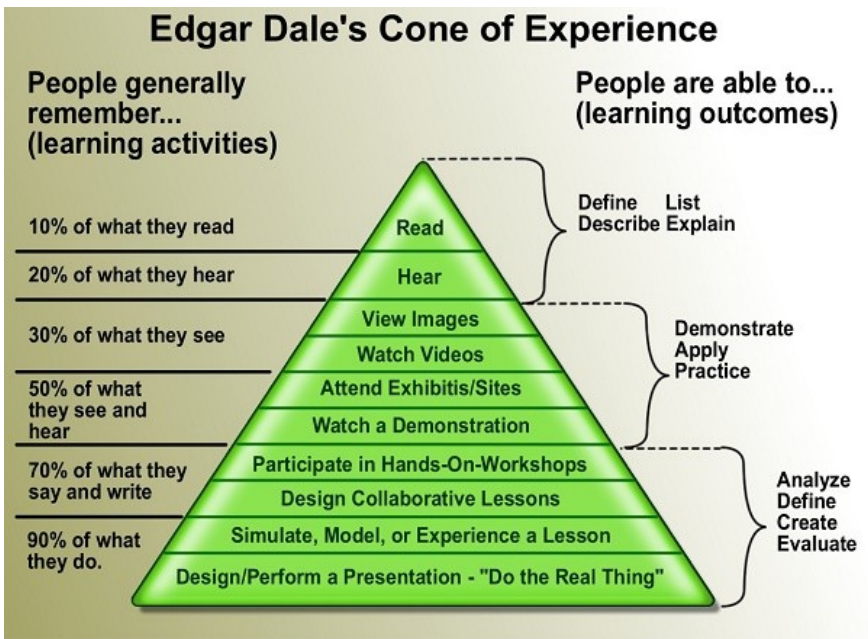 Edgar Dale's Cone of Experience
People generally
remember...
(learning activities)
People are able to...
(learning outcomes)
10% of what they read
20% of what they hear
30% of what they see
50% of what
they see and
hear
70% of what they
say and write
90% of what
they do.
Read
Hear
View Images
Watch Videos
Attend Exhibitis/Sites
Watch a Demonstration
Participate in Hands-On-Workshops
Design Collaborative Lessons
Simulate, Model, or Experience a Lesson
Design/Perform a Presentation - "Do the Real Thing"
Define List
Describe Explain
Demonstrate
Apply
Practice
Analyze
Define
Create
Evaluate